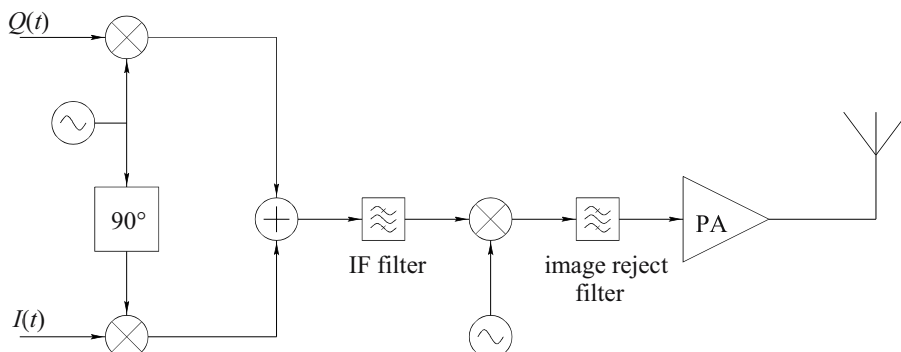 Q(t)
90°
PA
IF filter
image reject
filter
I(t)